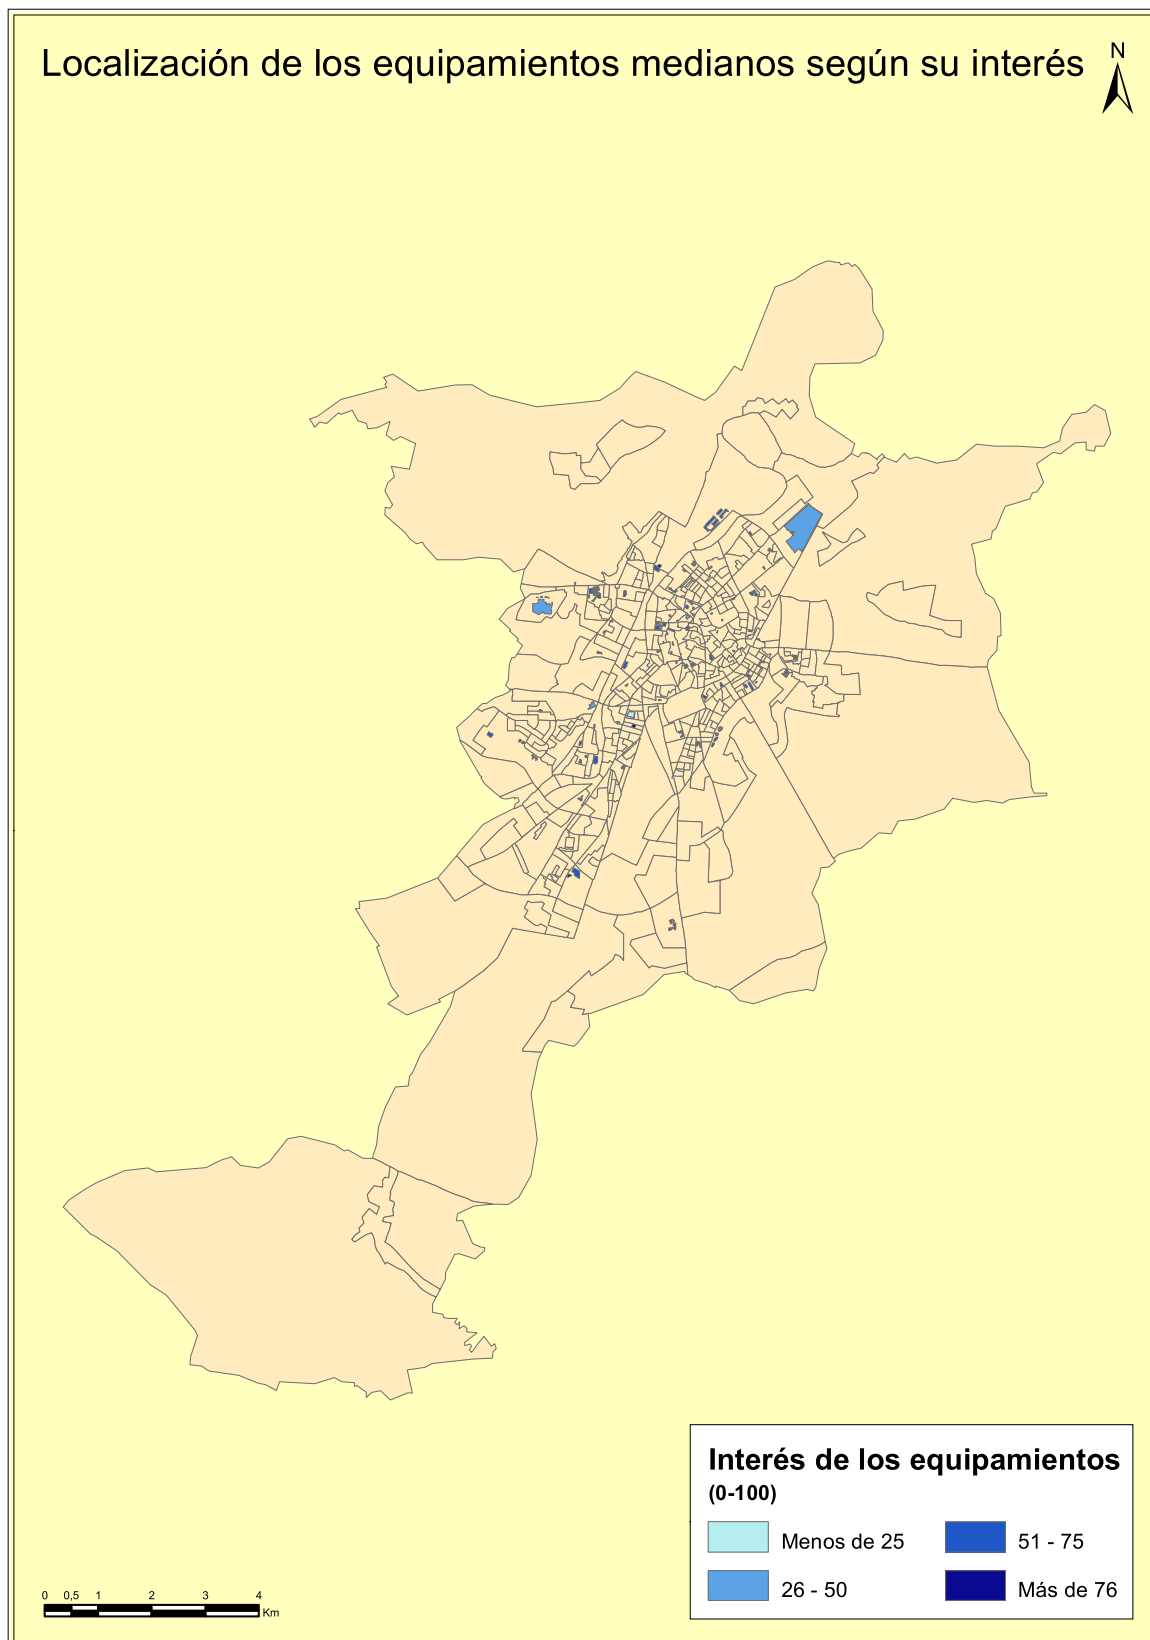 Localización de los equipamientos medianos según su interés
N
Interés de los equipamientos
(0-100)
Menos de 25
51 - 75
26 - 50
Más de 76
0 0,5 1 2 3 4
Km